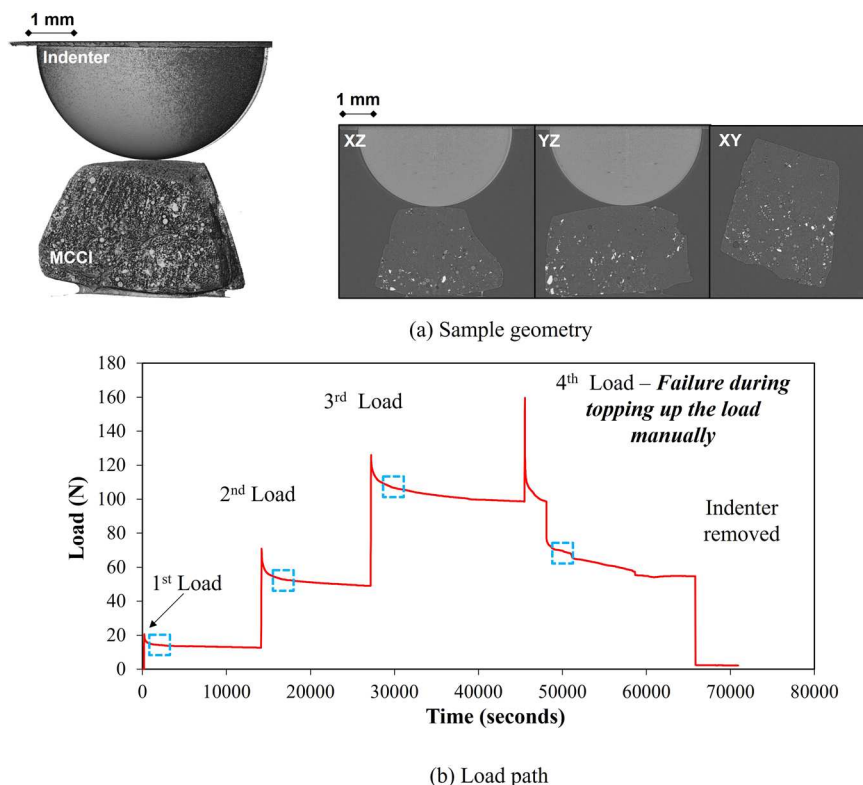 1 mm
Indenter
MCCI
1 mm
XZ
YZ
XY
(a) Sample geometry
180
160
140
120
100
80
60
40
20
0
Load (N)
1st Load
2nd Load
3rd Load
4th Load – Failure during
topping up the load
manually
Indenter
removed
0 10000 20000 30000 40000 50000 60000 70000 80000
Time (seconds)
(b) Load path